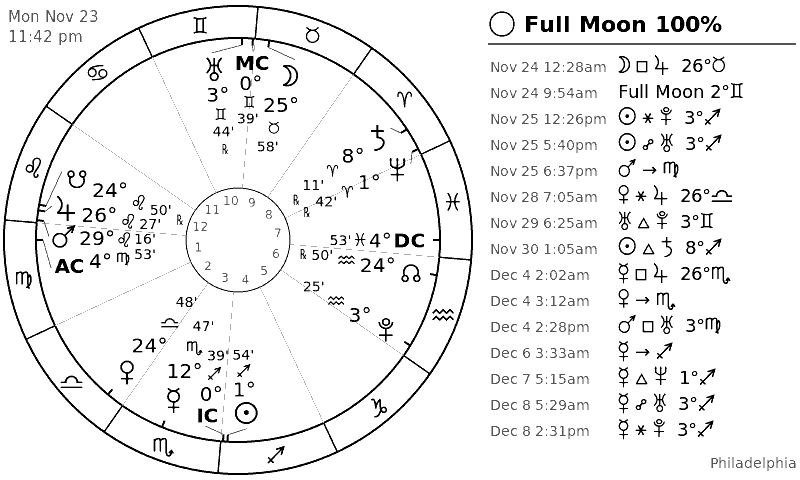 Mon Nov 23
11:42 pm
♊
♉
♋
♈
♌
♓
♍
♒
♎
♑
♏
♐
♅ 3° ♊ 44' ℞
MC 0° ♊ 39'
☽ 25° ♉ 58'
♄ 8° ♈ 11' ℞
♆ 1° ♈ 42' ℞
☋ 24° ♌ 50' ℞
♃ 26° ♌ 27'
♂ 29° ♌ 16'
AC 4° ♍ 53'
53' ♓ 4° DC
℞ 50' ♒ 24° ☊
25' ♒ 3° ♇
48' ♎ 24° ♀
47' ♏ 12° ☿
39' ♐ 0° IC
54' ♐ 1° ☉
10 9
11 8
12 7
1 6
2 5
3 4
○ Full Moon 100%
Nov 24 12:28am ☽ □ ♃ 26°♉
Nov 24 9:54am Full Moon 2°♊
Nov 25 12:26pm ☉ ⚹ ♇ 3°♐
Nov 25 5:40pm ☉ ☍ ♅ 3°♐
Nov 25 6:37pm ♂ → ♍
Nov 28 7:05am ♀ ⚹ ♃ 26°♎
Nov 29 6:25am ♅ △ ♇ 3°♊
Nov 30 1:05am ☉ △ ♄ 8°♐
Dec 4 2:02am ☿ □ ♃ 26°♏
Dec 4 3:12am ♀ → ♏
Dec 4 2:28pm ♂ □ ♅ 3°♍
Dec 6 3:33am ☿ → ♐
Dec 7 5:15am ☿ △ ♆ 1°♐
Dec 8 5:29am ☿ ☍ ♅ 3°♐
Dec 8 2:31pm ☿ ⚹ ♇ 3°♐
Philadelphia